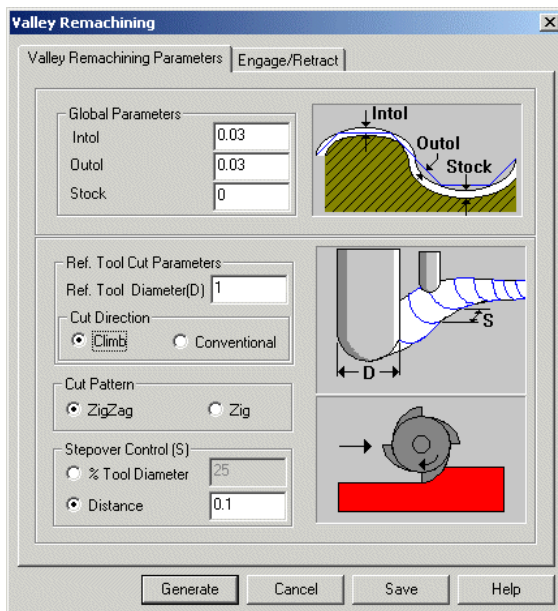 Valley Remachining
Valley Remachining Parameters
Engage/Retract
Global Parameters
Intol
0.03
Outol
0.03
Stock
0
Intol
Outol
Stock
Ref. Tool Cut Parameters
Ref. Tool Diameter(D)
1
Cut Direction
Climb
Conventional
S
D
Cut Pattern
ZigZag
Zig
Stepover Control (S)
% Tool Diameter
25
Distance
0.1
Generate
Cancel
Save
Help